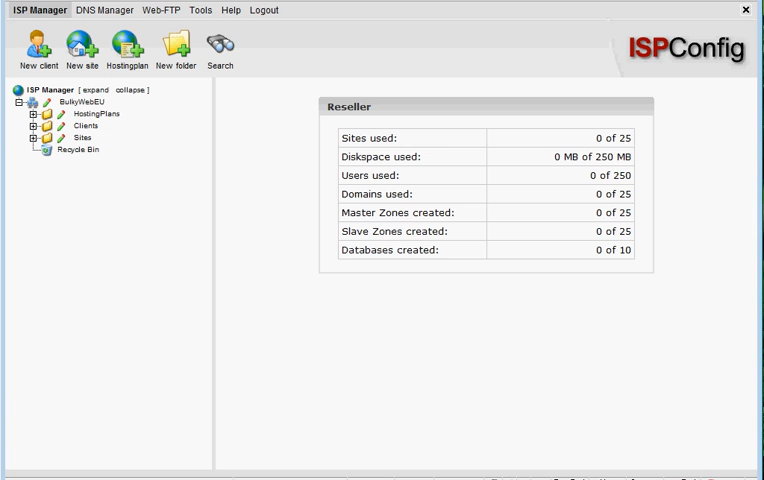 ISP Manager DNS Manager Web-FTP Tools Help Logout
ISPConfig
New client New site Hostingplan New folder Search
ISP Manager [ expand collapse ]
BulkyWebEU
HostingPlans
Clients
Sites
Recycle Bin
Reseller
Sites used: 0 of 25
Diskspace used: 0 MB of 250 MB
Users used: 0 of 250
Domains used: 0 of 25
Master Zones created: 0 of 25
Slave Zones created: 0 of 25
Databases created: 0 of 10